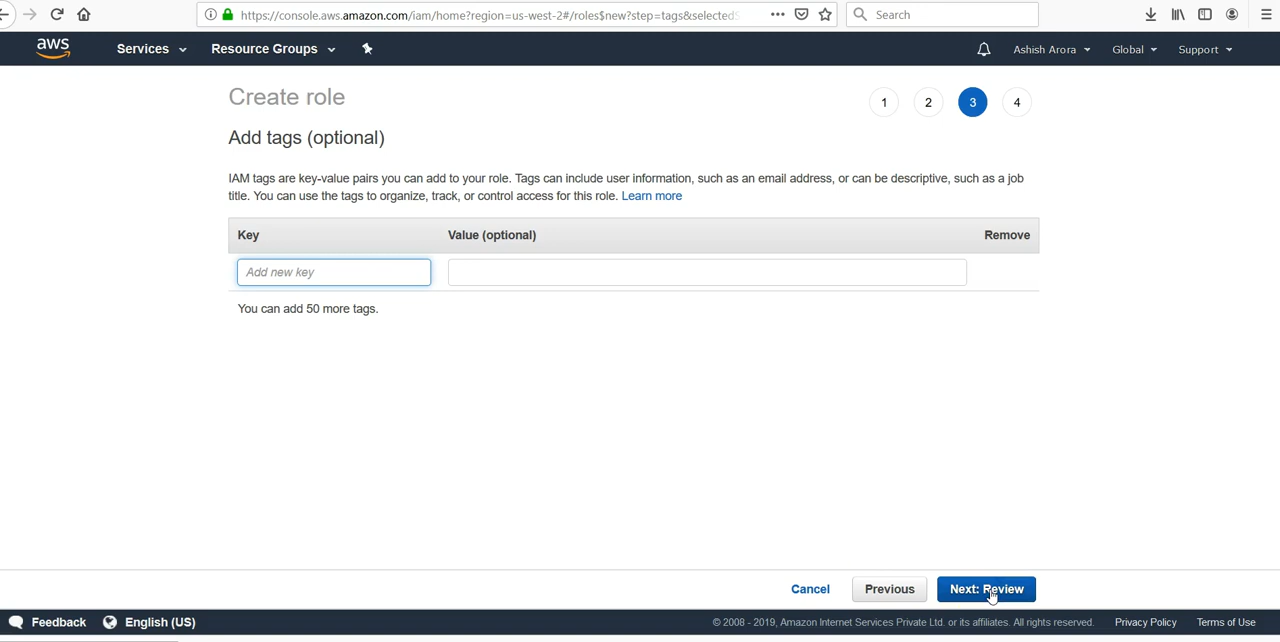 https://console.aws.amazon.com/iam/home?region=us-west-2#/roles$new?step=tags&selected
Search
aws
Services
Resource Groups
Ashish Arora
Global
Support
Create role
1
2
3
4
Add tags (optional)
IAM tags are key-value pairs you can add to your role. Tags can include user information, such as an email address, or can be descriptive, such as a job
title. You can use the tags to organize, track, or control access for this role. Learn more
Key
Value (optional)
Remove
Add new key
You can add 50 more tags.
Cancel
Previous
Next: Review
Feedback
English (US)
© 2008 - 2019, Amazon Internet Services Private Ltd. or its affiliates. All rights reserved.
Privacy Policy
Terms of Use